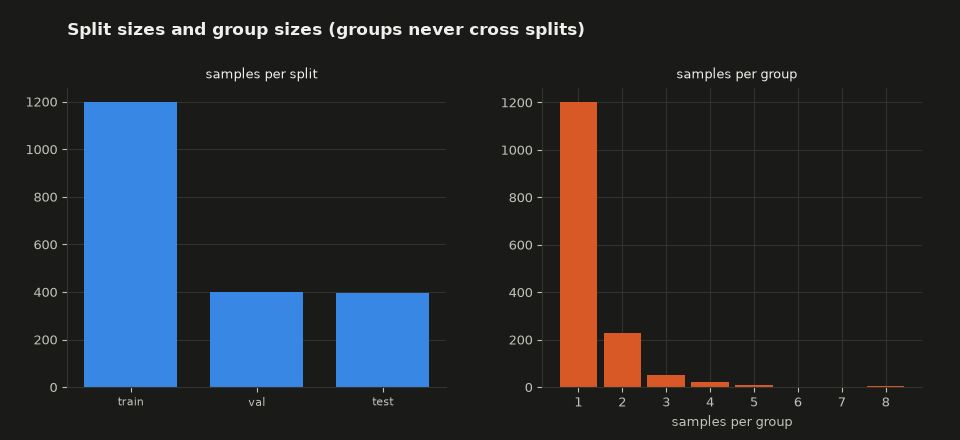 Split sizes and group sizes (groups never cross splits)
samples per split
1200
1000
800
600
400
200
0
train val test
samples per group
1200
1000
800
600
400
200
0
1 2 3 4 5 6 7 8
samples per group